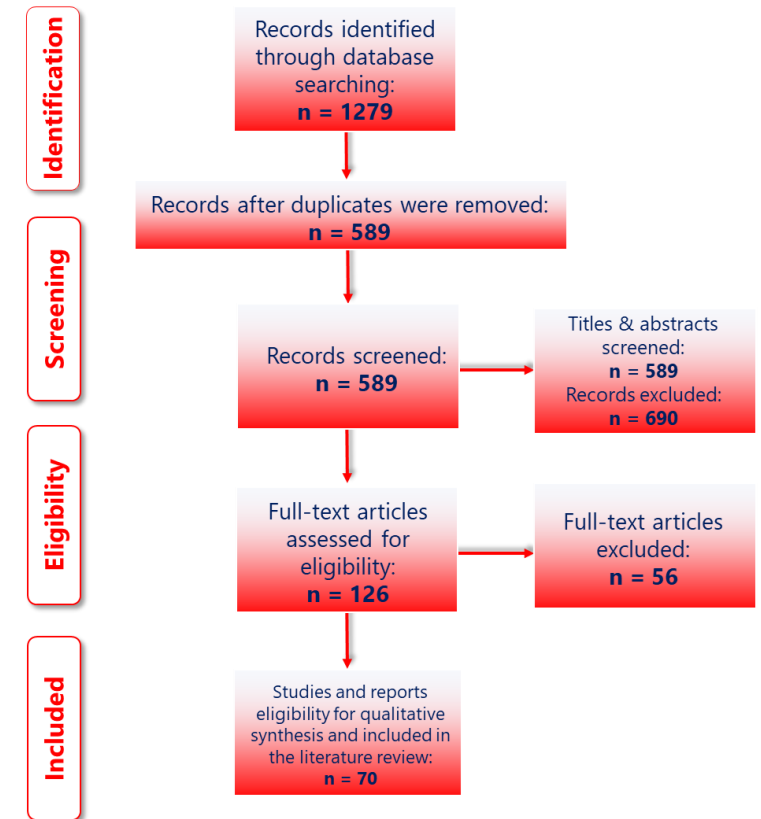 Identification
Records identified
through database
searching:
n = 1279
Records after duplicates were removed:
n = 589
Screening
Records screened:
n = 589
Titles & abstracts
screened:
n = 589
Records excluded:
n = 690
Eligibility
Full-text articles
assessed for
eligibility:
n = 126
Full-text articles
excluded:
n = 56
Included
Studies and reports
eligibility for qualitative
synthesis and included in
the literature review:
n = 70